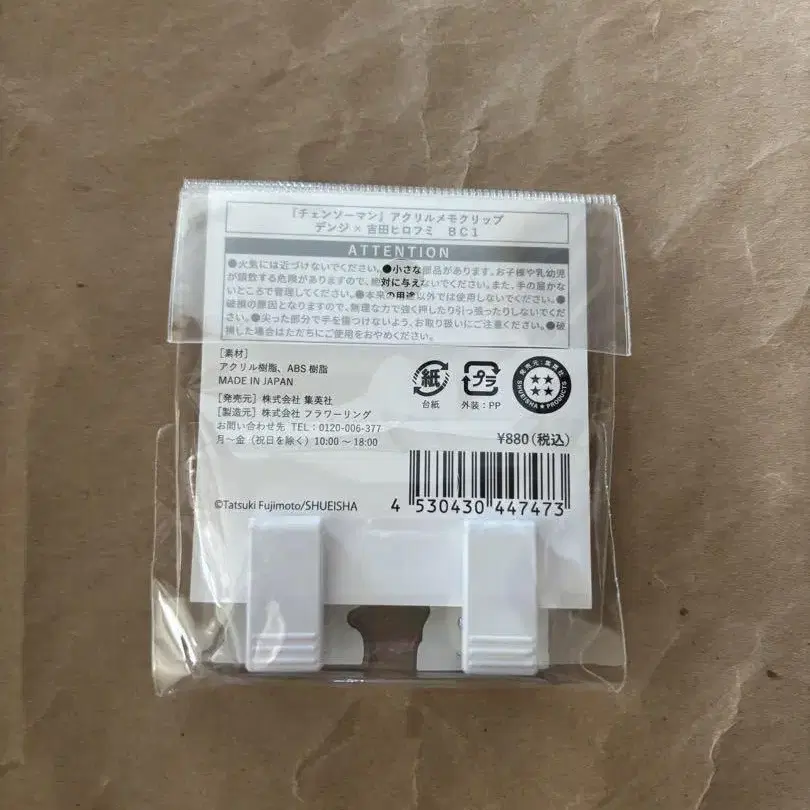 『チェンソーマン』アクリルメモクリップ
デンジ × 吉田ヒロフミ　BC1
ATTENTION
●火気には近づけないでください。●小さな部品があります。お子様や乳幼児
が誤飲する危険がありますので、絶対に与えないでください。また、手の届かな
いところで管理してください。●本来の用途以外では使用しないでください。●
破損の原因となりますので、無理な力で強く押したり引っ張ったりしないでくだ
さい。●尖った部分で手を傷つけないよう、お取り扱いにご注意ください。●破
損した場合はただちにご使用をおやめください。
[素材]
アクリル樹脂、ABS 樹脂
MADE IN JAPAN
[発売元] 株式会社 集英社
[製造元] 株式会社 フラワーリング
お問い合わせ先 TEL：0120-006-377
月～金（祝日を除く）10:00 ～ 18:00
紙
台紙
プラ
外装：PP
発売元：集英社
SHUEISHA ★ PRODUCTS
¥880（税込）
4 530430 447473
©Tatsuki Fujimoto/SHUEISHA